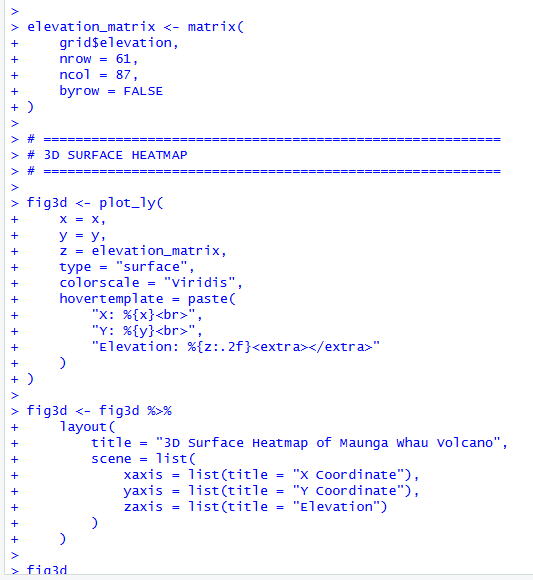 >
> elevation_matrix <- matrix(
+     grid$elevation,
+     nrow = 61,
+     ncol = 87,
+     byrow = FALSE
+ )
>
> # =========================================================
> # 3D SURFACE HEATMAP
> # =========================================================
>
> fig3d <- plot_ly(
+     x = x,
+     y = y,
+     z = elevation_matrix,
+     type = "surface",
+     colorscale = "Viridis",
+     hovertemplate = paste(
+         "X: %{x}<br>",
+         "Y: %{y}<br>",
+         "Elevation: %{z:.2f}<extra></extra>"
+     )
+ )
>
> fig3d <- fig3d %>%
+     layout(
+         title = "3D Surface Heatmap of Maunga Whau Volcano",
+         scene = list(
+             xaxis = list(title = "X Coordinate"),
+             yaxis = list(title = "Y Coordinate"),
+             zaxis = list(title = "Elevation")
+         )
+     )
>
> fig3d